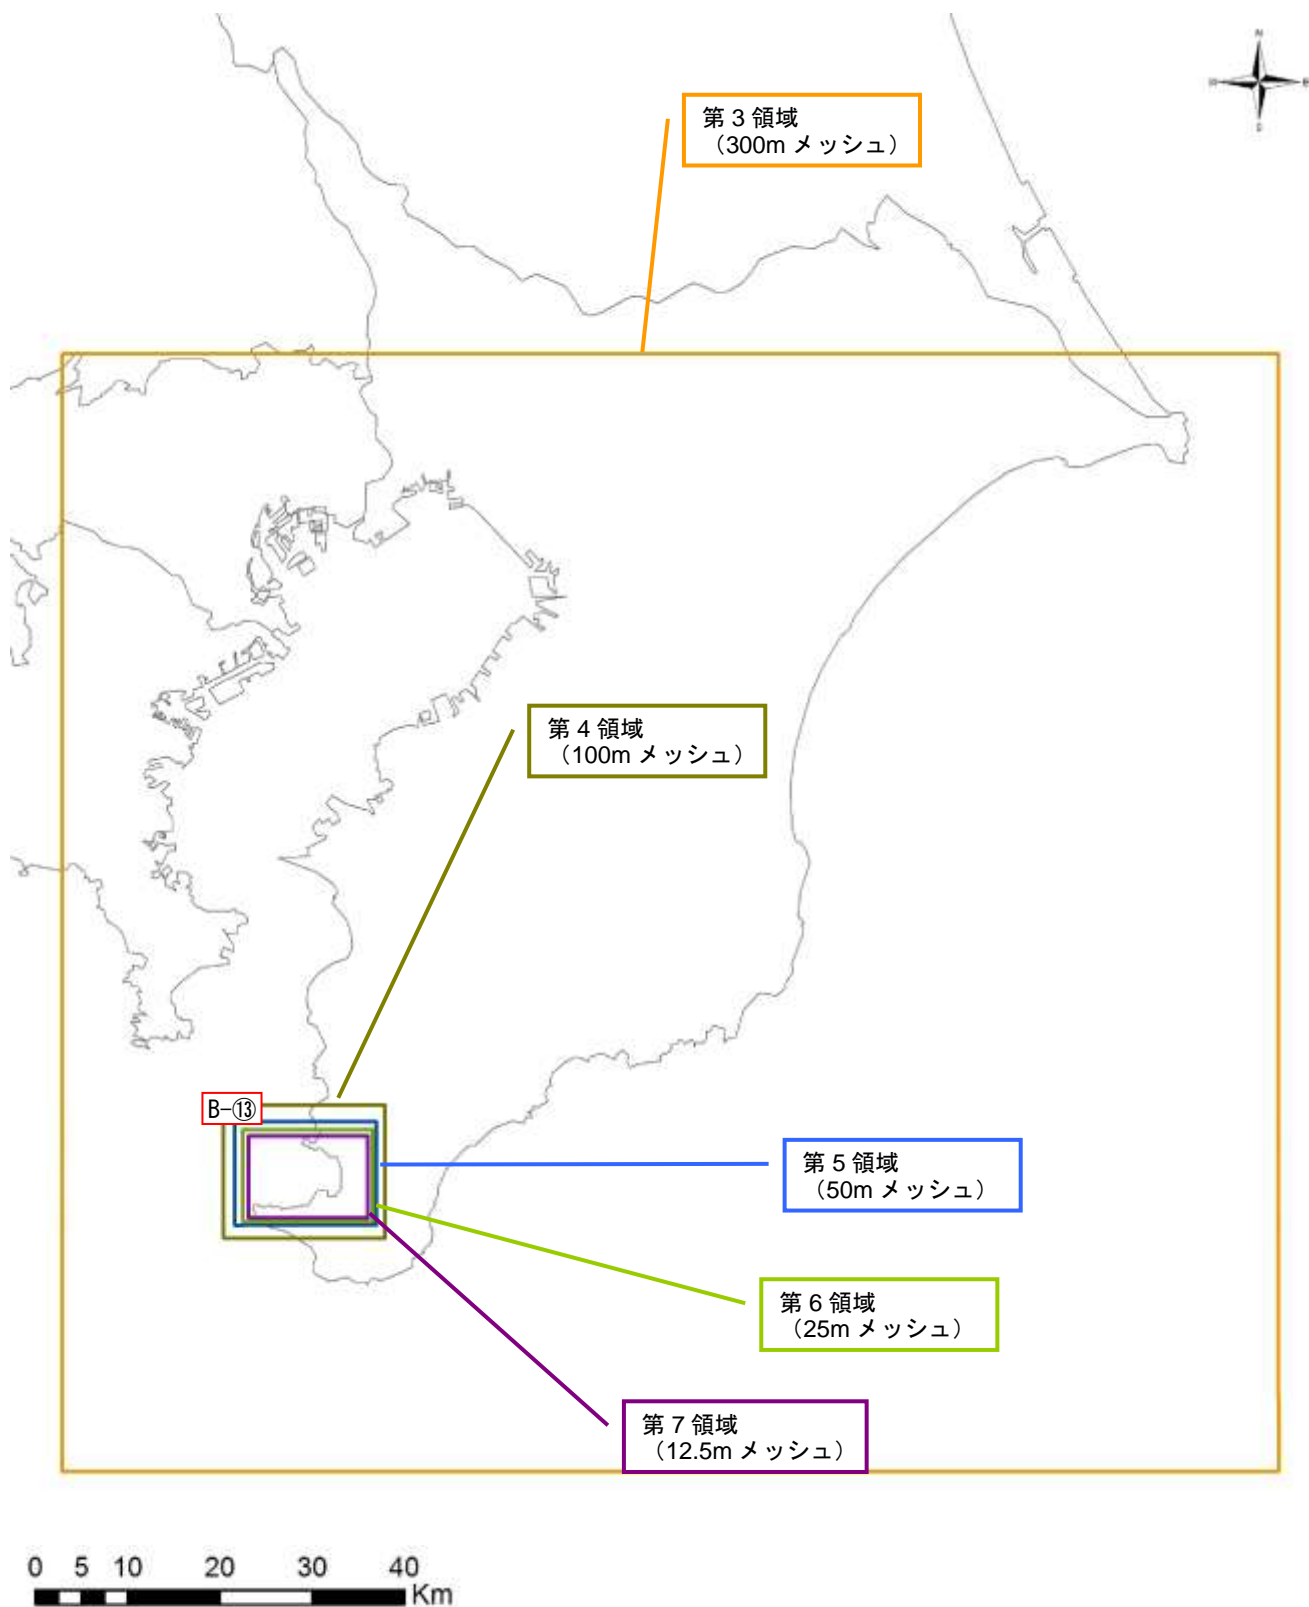 N
E
S
第 3 領域
（300m メッシュ）
第 4 領域
（100m メッシュ）
B-⑬
第 5 領域
（50m メッシュ）
第 6 領域
（25m メッシュ）
第 7 領域
（12.5m メッシュ）
0 5 10 20 30 40
Km